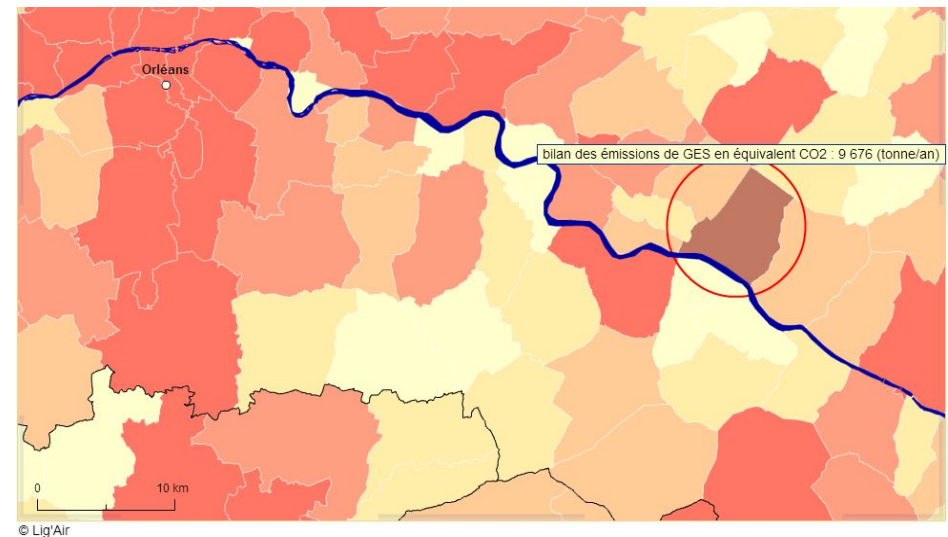 Orléans
bilan des émissions de GES en équivalent CO2 : 9 676 (tonne/an)
0 10 km
© Lig'Air